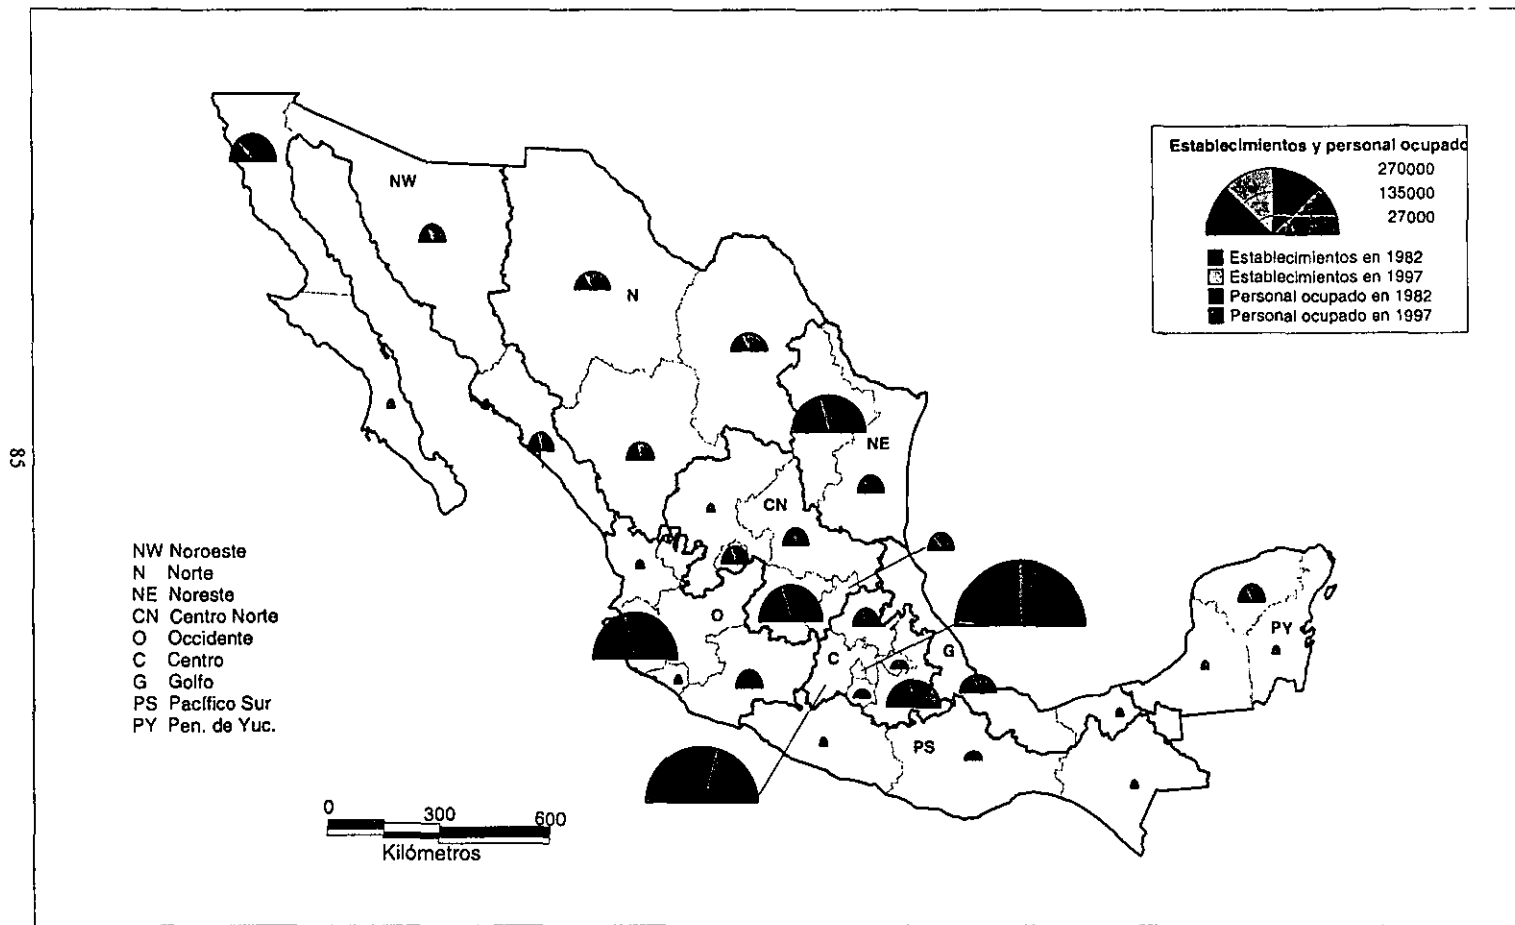 Establecimientos y personal ocupado
270000
135000
27000
Establecimientos en 1982
Establecimientos en 1997
Personal ocupado en 1982
Personal ocupado en 1997
NW
N
NE
CN
O
C
G
PY
PS
85
NW Noroeste
N Norte
NE Noreste
CN Centro Norte
O Occidente
C Centro
G Golfo
PS Pacífico Sur
PY Pen. de Yuc.
0 300 600
Kilómetros